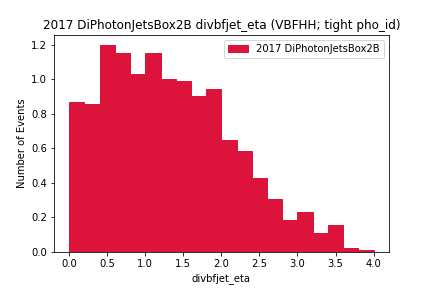 2017 DiPhotonJetsBox2B divbfjet_eta (VBFHH; tight pho_id)
2017 DiPhotonJetsBox2B
Number of Events
1.2
1.0
0.8
0.6
0.4
0.2
0.0
0.0 0.5 1.0 1.5 2.0 2.5 3.0 3.5 4.0
divbfjet_eta